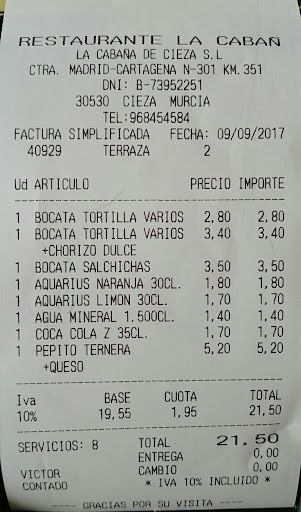 RESTAURANTE LA CABAÑ
LA CABAÑA DE CIEZA S.L
CTRA. MADRID-CARTAGENA N-301 KM.351
DNI: B-73952251
30530 CIEZA MURCIA
TEL:968454584
FACTURA SIMPLIFICADA FECHA: 09/09/2017
40929 TERRAZA 2
Ud ARTICULO PRECIO IMPORTE
1 BOCATA TORTILLA VARIOS 2,80 2,80
1 BOCATA TORTILLA VARIOS 3,40 3,40
+CHORIZO DULCE
1 BOCATA SALCHICHAS 3,50 3,50
1 AQUARIUS NARANJA 30CL. 1,80 1,80
1 AQUARIUS LIMON 30CL. 1,70 1,70
1 AGUA MINERAL 1.500CL. 1,40 1,40
1 COCA COLA Z 35CL. 1,70 1,70
1 PEPITO TERNERA 5,20 5,20
+QUESO
Iva BASE CUOTA TOTAL
10% 19,55 1,95 21,50
SERVICIOS: 8 TOTAL 21.50
ENTREGA 0,00
VICTOR CAMBIO 0,00
CONTADO * IVA 10% INCLUIDO *
---- GRACIAS POR SU VISITA ----